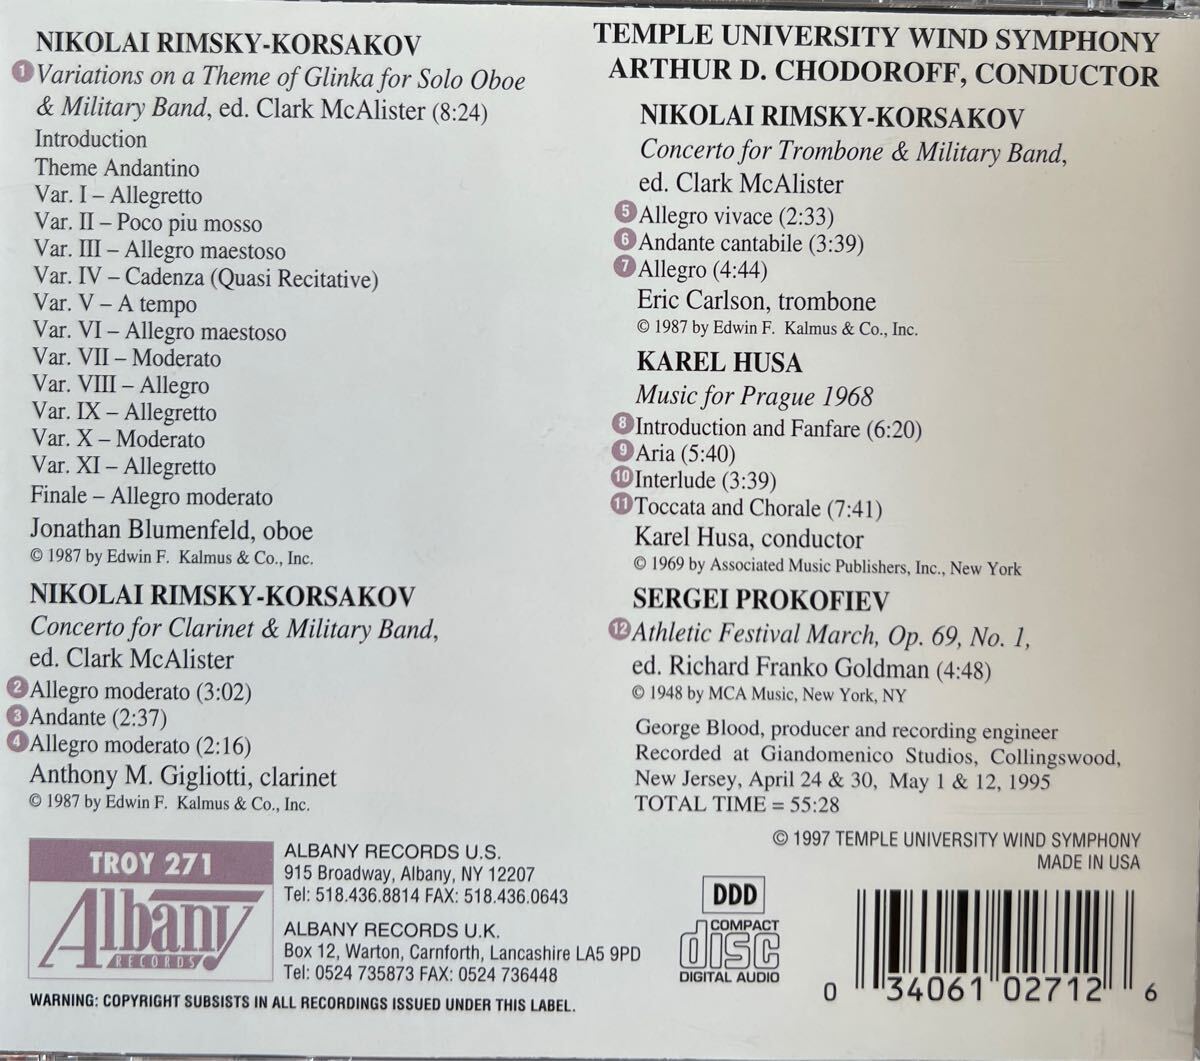 NIKOLAI RIMSKY-KORSAKOV
1 Variations on a Theme of Glinka for Solo Oboe
& Military Band, ed. Clark McAlister (8:24)
Introduction
Theme Andantino
Var. I – Allegretto
Var. II – Poco piu mosso
Var. III – Allegro maestoso
Var. IV – Cadenza (Quasi Recitative)
Var. V – A tempo
Var. VI – Allegro maestoso
Var. VII – Moderato
Var. VIII – Allegro
Var. IX – Allegretto
Var. X – Moderato
Var. XI – Allegretto
Finale – Allegro moderato
Jonathan Blumenfeld, oboe
© 1987 by Edwin F. Kalmus & Co., Inc.
NIKOLAI RIMSKY-KORSAKOV
Concerto for Clarinet & Military Band,
ed. Clark McAlister
2 Allegro moderato (3:02)
3 Andante (2:37)
4 Allegro moderato (2:16)
Anthony M. Gigliotti, clarinet
© 1987 by Edwin F. Kalmus & Co., Inc.
TEMPLE UNIVERSITY WIND SYMPHONY
ARTHUR D. CHODOROFF, CONDUCTOR
NIKOLAI RIMSKY-KORSAKOV
Concerto for Trombone & Military Band,
ed. Clark McAlister
5 Allegro vivace (2:33)
6 Andante cantabile (3:39)
7 Allegro (4:44)
Eric Carlson, trombone
© 1987 by Edwin F. Kalmus & Co., Inc.
KAREL HUSA
Music for Prague 1968
8 Introduction and Fanfare (6:20)
9 Aria (5:40)
10 Interlude (3:39)
11 Toccata and Chorale (7:41)
Karel Husa, conductor
© 1969 by Associated Music Publishers, Inc., New York
SERGEI PROKOFIEV
12 Athletic Festival March, Op. 69, No. 1,
ed. Richard Franko Goldman (4:48)
© 1948 by MCA Music, New York, NY
George Blood, producer and recording engineer
Recorded at Giandomenico Studios, Collingswood,
New Jersey, April 24 & 30, May 1 & 12, 1995
TOTAL TIME = 55:28
© 1997 TEMPLE UNIVERSITY WIND SYMPHONY
MADE IN USA
TROY 271
Albany
RECORDS
ALBANY RECORDS U.S.
915 Broadway, Albany, NY 12207
Tel: 518.436.8814 FAX: 518.436.0643
ALBANY RECORDS U.K.
Box 12, Warton, Carnforth, Lancashire LA5 9PD
Tel: 0524 735873 FAX: 0524 736448
WARNING: COPYRIGHT SUBSISTS IN ALL RECORDINGS ISSUED UNDER THIS LABEL.
DDD
COMPACT
disc
DIGITAL AUDIO
0 34061 02712 6